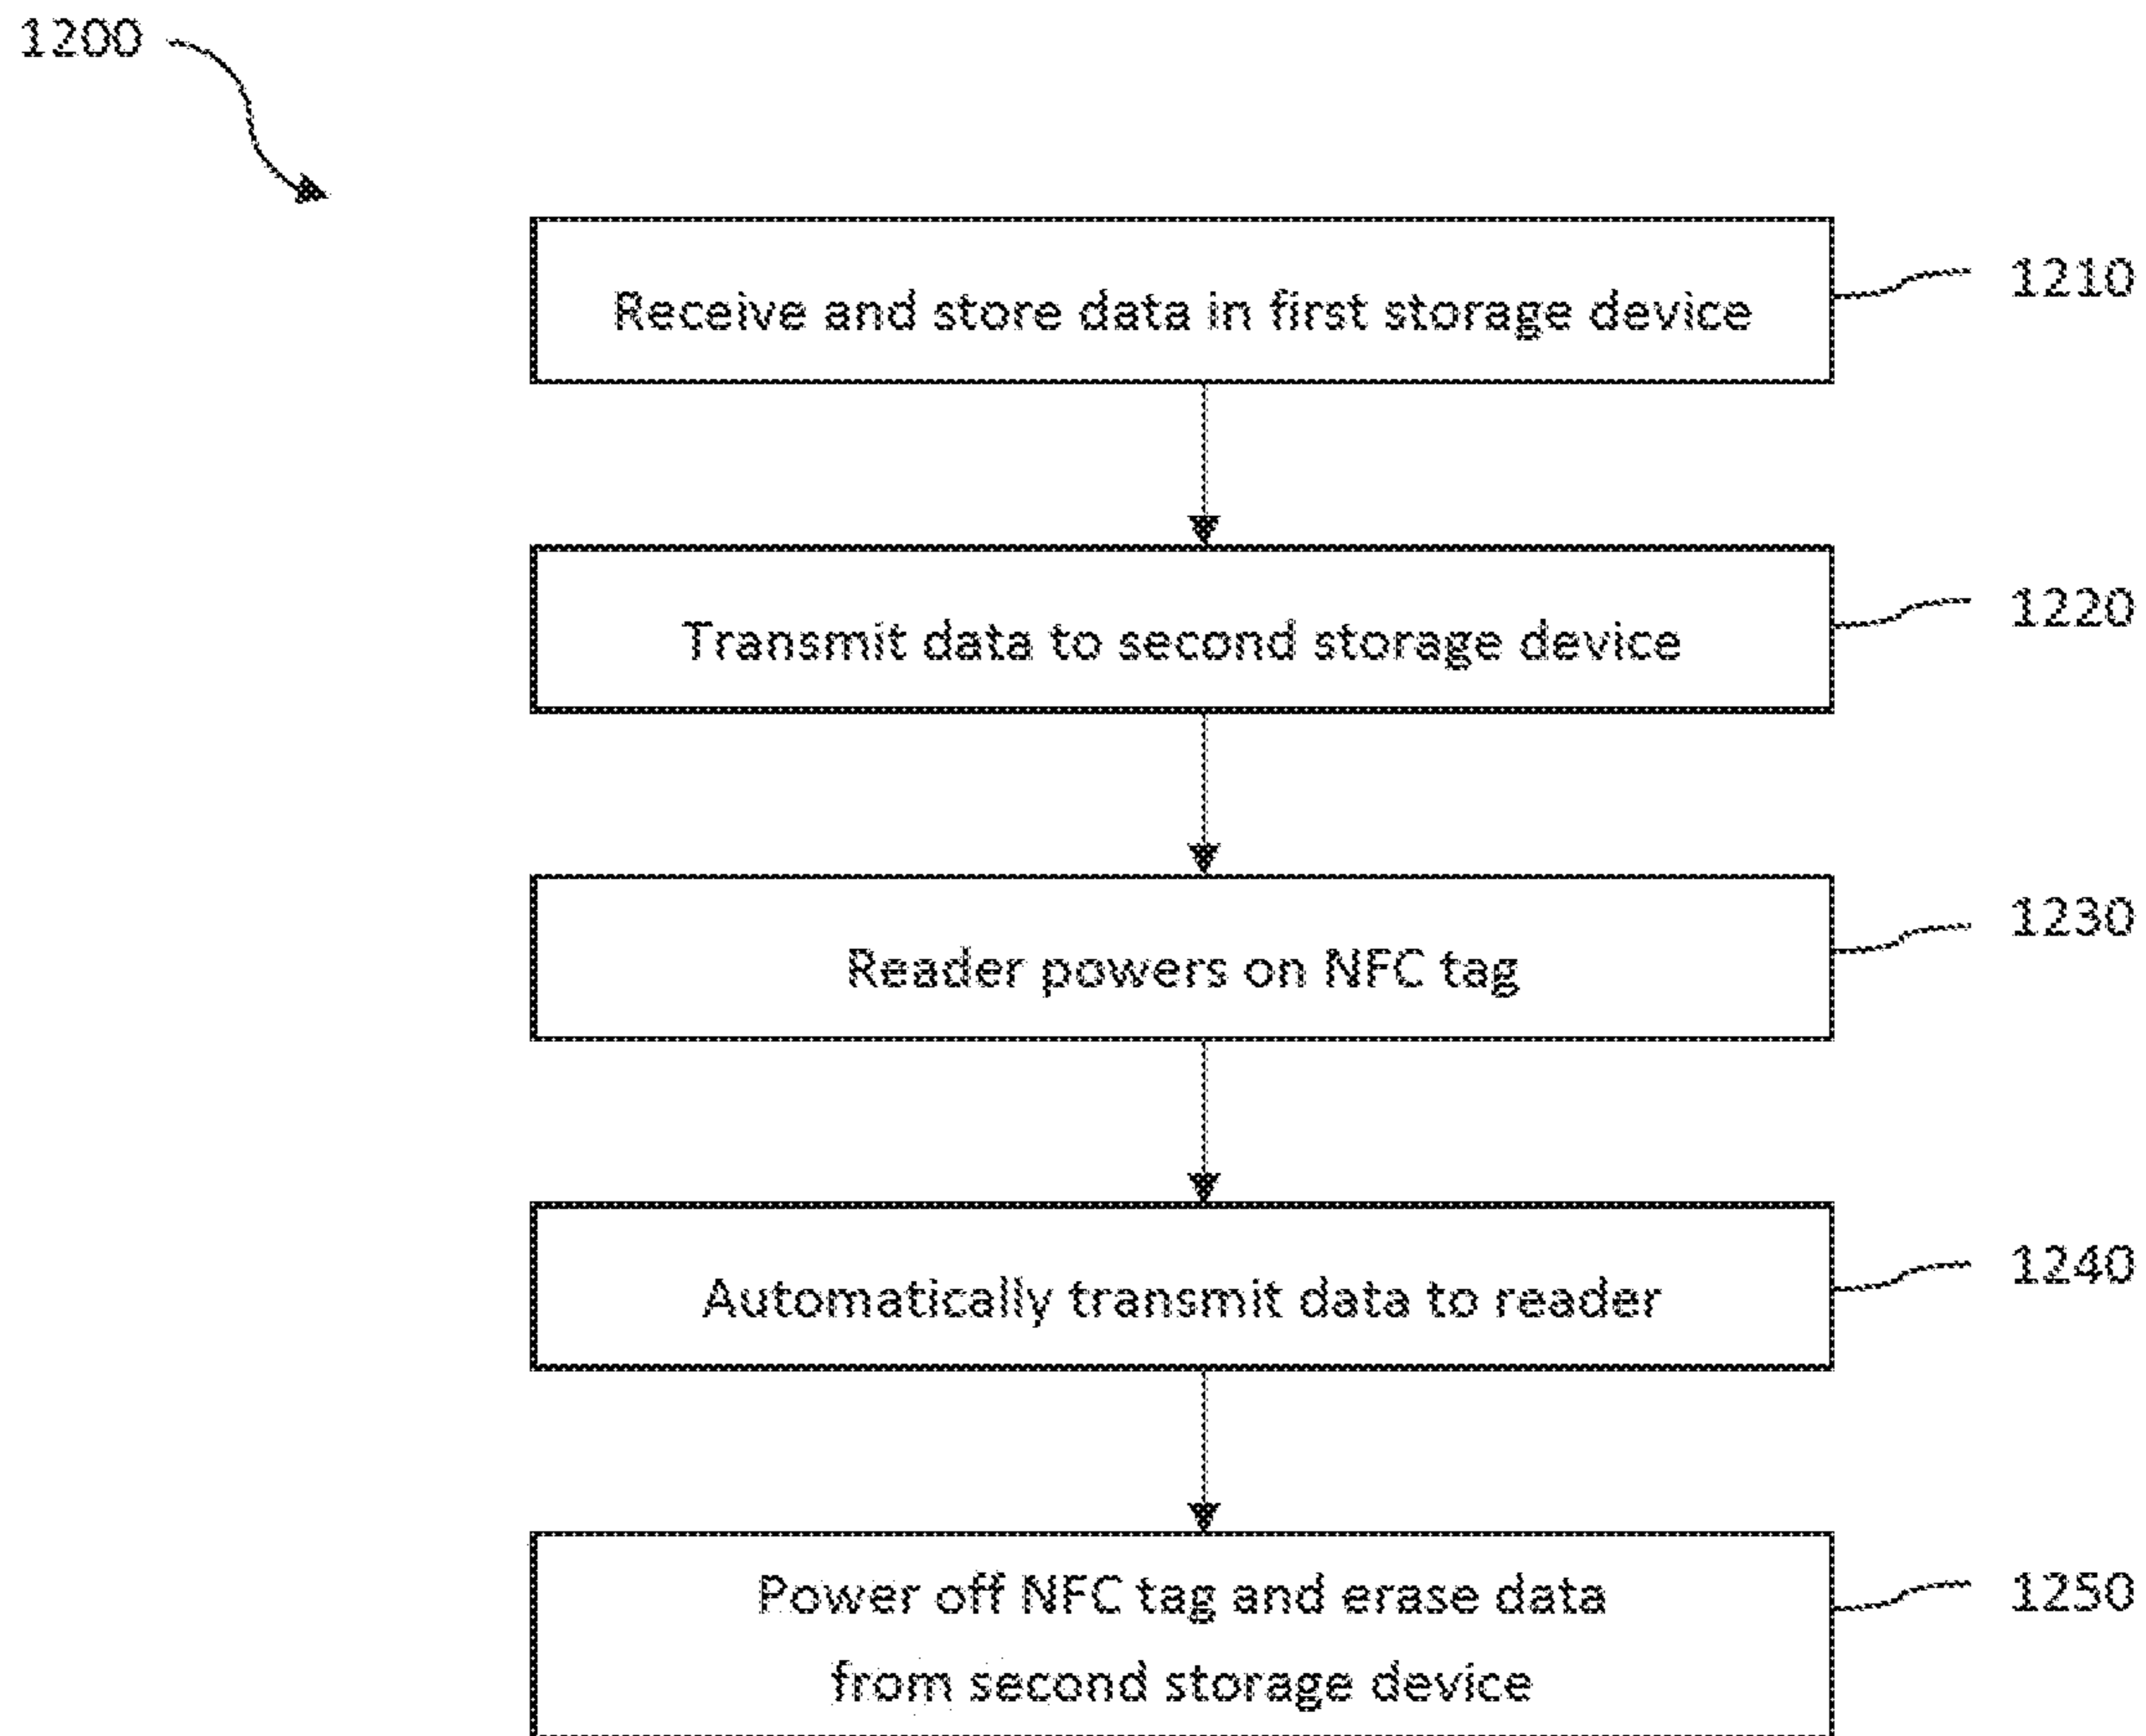 1200
Receive and store data in first storage device
1210
Transmit data to second storage device
1220
Reader powers on NFC tag
1230
Automatically transmit data to reader
1240
Power off NFC tag and erase data
from second storage device
1250